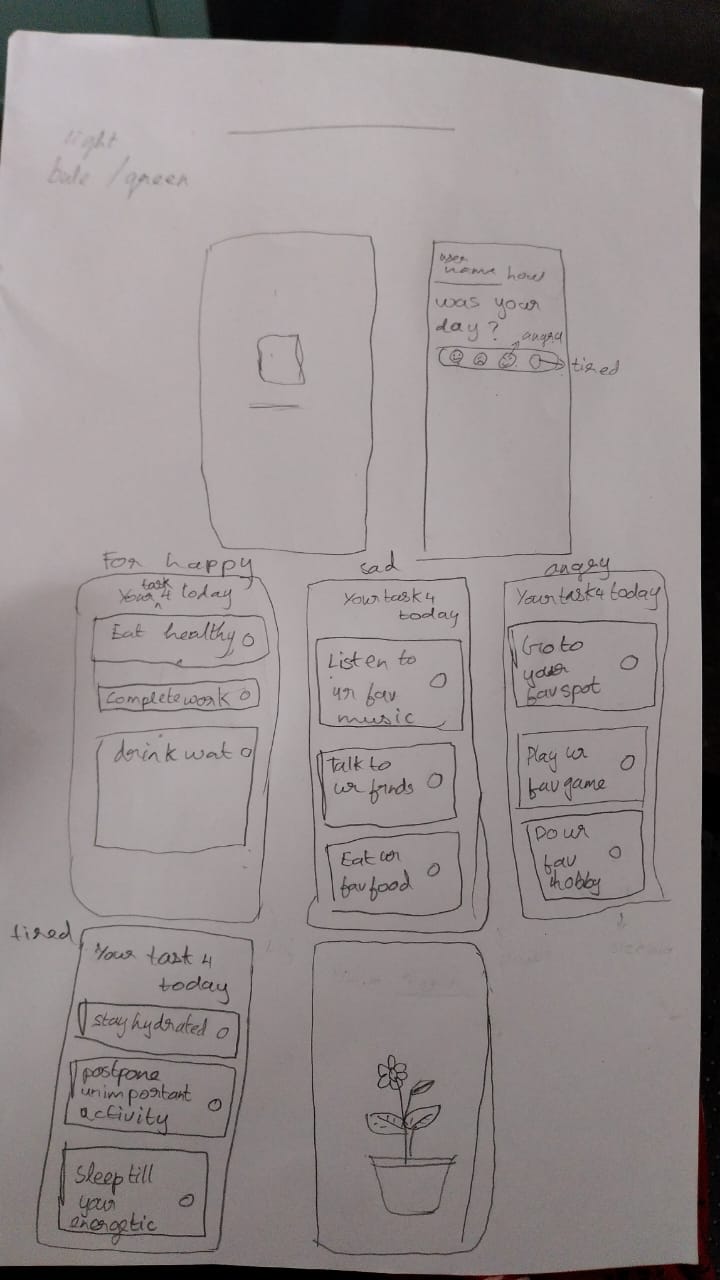 light
bule / green
user
name how
was your
day ?
angry
tired
For happy
task
Your 4 today
Eat healthy
Complete work
drink wat
sad
Your task 4
today
Listen to
ur fav
music
Talk to
ur frnds
Eat ur
fav food
angry
Your task 4 today
Go to
your
fav spot
Play ur
fav game
Do ur
fav
hobby
tired
Your task 4
today
stay hydrated
postpone
unimportant
activity
Sleep till
your
energetic